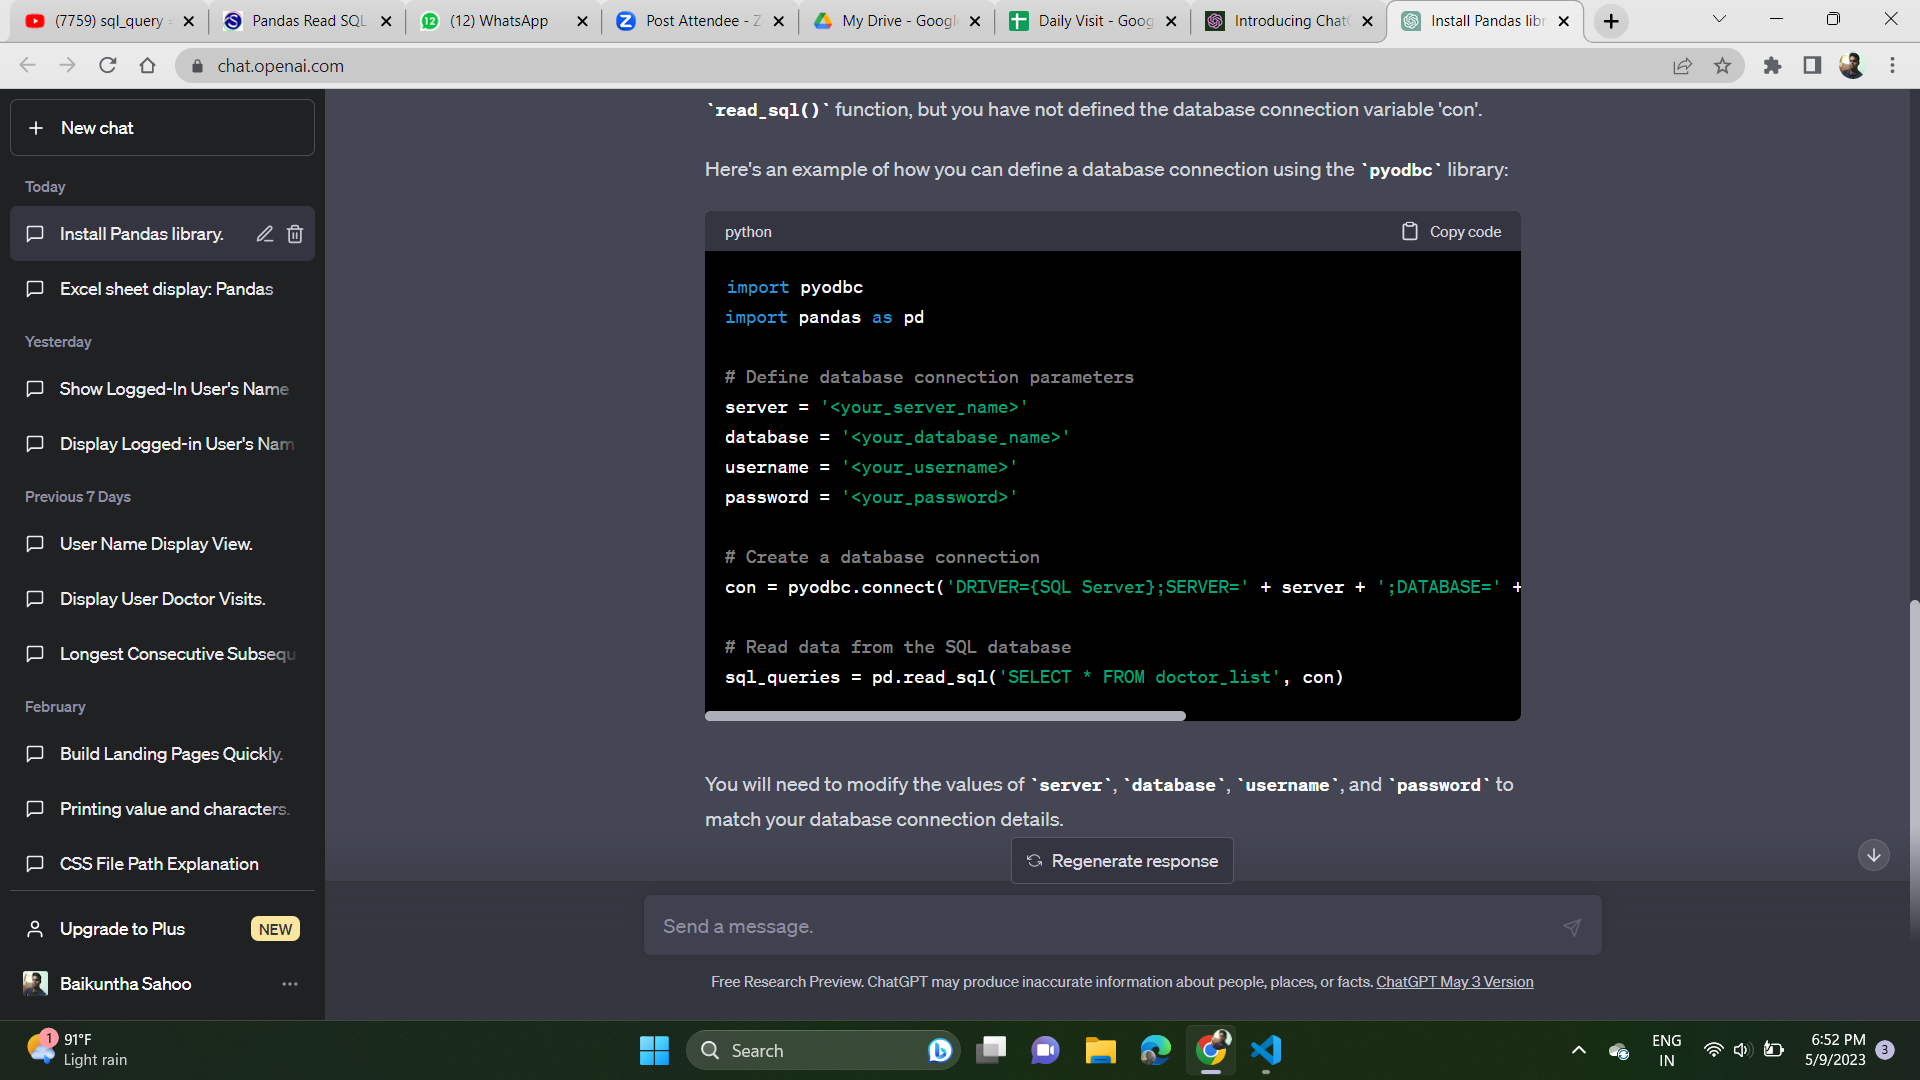 (7759) sql_query
Pandas Read SQL
(12) WhatsApp
Post Attendee - Z
My Drive - Googl
Daily Visit - Goog
Introducing Chat
Install Pandas libr
chat.openai.com
New chat
Today
Install Pandas library.
Excel sheet display: Pandas
Yesterday
Show Logged-In User's Name
Display Logged-in User's Nam
Previous 7 Days
User Name Display View.
Display User Doctor Visits.
Longest Consecutive Subsequ
February
Build Landing Pages Quickly.
Printing value and characters.
CSS File Path Explanation
Upgrade to Plus NEW
Baikuntha Sahoo
`read_sql()` function, but you have not defined the database connection variable 'con'.
Here's an example of how you can define a database connection using the `pyodbc` library:
python
Copy code
import pyodbc
import pandas as pd
# Define database connection parameters
server = '<your_server_name>'
database = '<your_database_name>'
username = '<your_username>'
password = '<your_password>'
# Create a database connection
con = pyodbc.connect('DRIVER={SQL Server};SERVER=' + server + ';DATABASE=' +
# Read data from the SQL database
sql_queries = pd.read_sql('SELECT * FROM doctor_list', con)
You will need to modify the values of `server`, `database`, `username`, and `password` to
match your database connection details.
Regenerate response
Send a message.
Free Research Preview. ChatGPT may produce inaccurate information about people, places, or facts. ChatGPT May 3 Version
1
91°F
Light rain
Search
ENG
IN
6:52 PM
5/9/2023
3